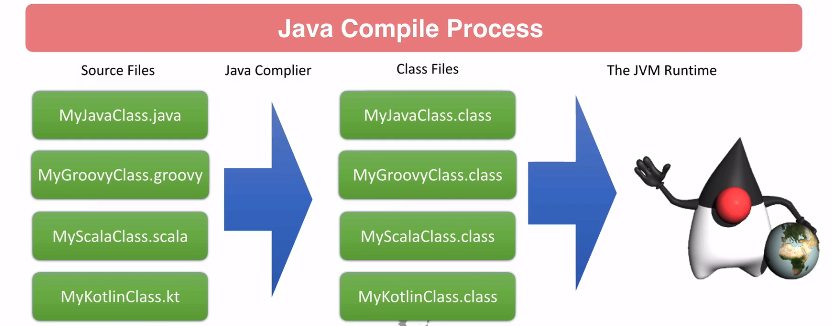 Java Compile Process
Source Files
Java Complier
Class Files
The JVM Runtime
MyJavaClass.java
MyJavaClass.class
MyGroovyClass.groovy
MyGroovyClass.class
MyScalaClass.scala
MyScalaClass.class
MyKotlinClass.kt
MyKotlinClass.class